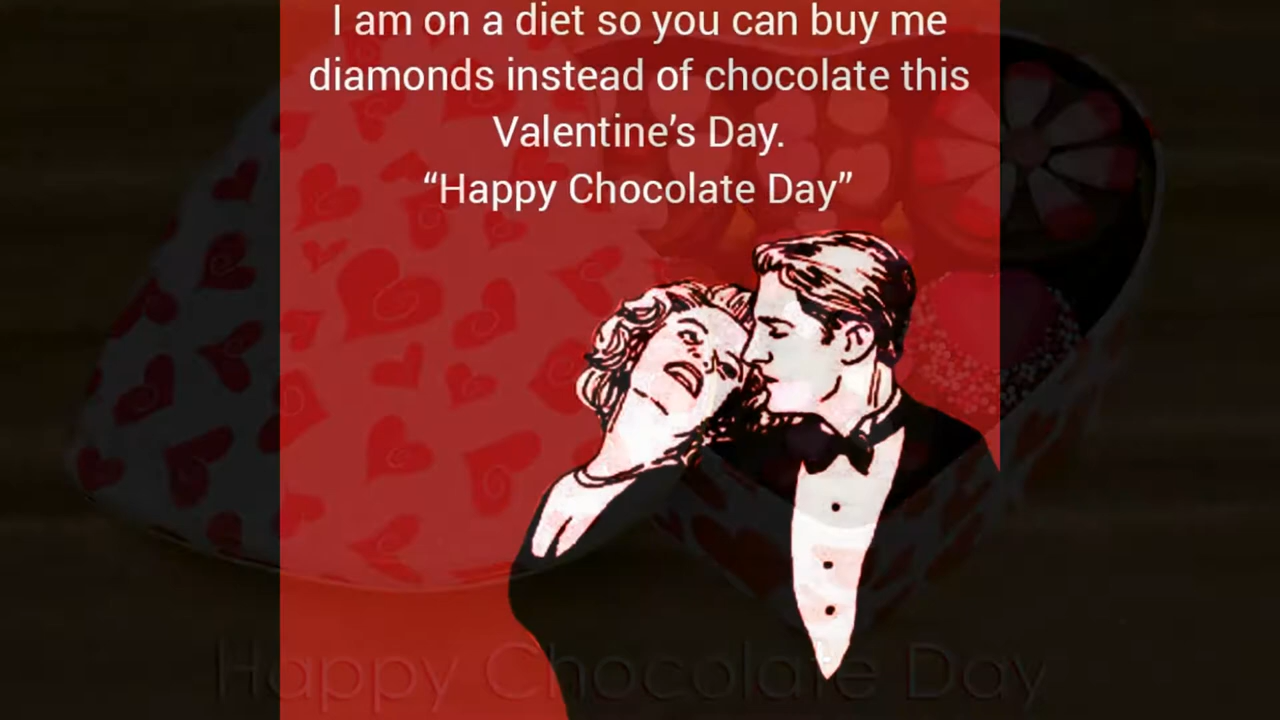 I am on a diet so you can buy me
diamonds instead of chocolate this
Valentine’s Day.
“Happy Chocolate Day”
Happy Chocolate Day